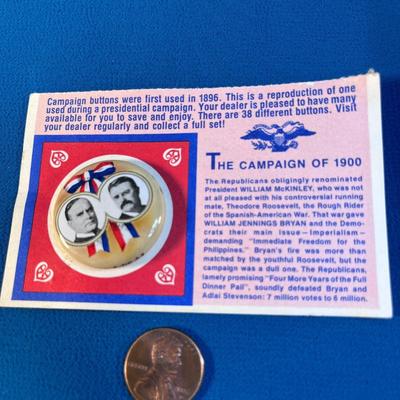 Campaign buttons were first used in 1896. This is a reproduction of one
used during a presidential campaign. Your dealer is pleased to have many
available for you to save and enjoy. There are 38 different buttons. Visit
your dealer regularly and collect a full set!
THE CAMPAIGN OF 1900
The Republicans obligingly renominated
President WILLIAM McKINLEY, who was not
at all pleased with his controversial running
mate, Theodore Roosevelt, the Rough Rider
of the Spanish-American War. That war gave
WILLIAM JENNINGS BRYAN and the Demo-
crats their main issue—Imperialism—
demanding "Immediate Freedom for the
Philippines." Bryan's fire was more than
matched by the youthful Roosevelt, but the
campaign was a dull one. The Republicans,
lamely promising "Four More Years of the Full
Dinner Pail", soundly defeated Bryan and
Adlai Stevenson: 7 million votes to 6 million.